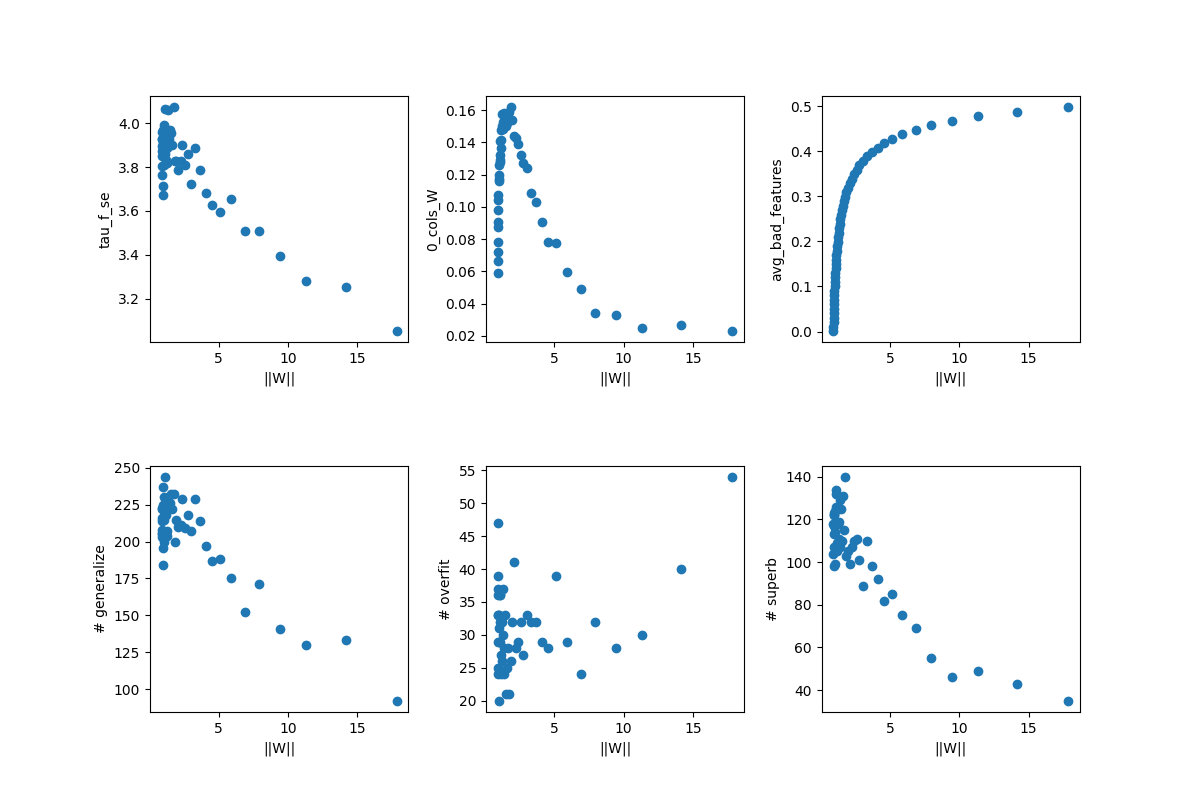 tau_f_se
4.0
3.8
3.6
3.4
3.2
5 10 15
||W||
0_cols_W
0.16
0.14
0.12
0.10
0.08
0.06
0.04
0.02
5 10 15
||W||
avg_bad_features
0.5
0.4
0.3
0.2
0.1
0.0
5 10 15
||W||
# generalize
250
225
200
175
150
125
100
5 10 15
||W||
# overfit
55
50
45
40
35
30
25
20
5 10 15
||W||
# superb
140
120
100
80
60
40
5 10 15
||W||